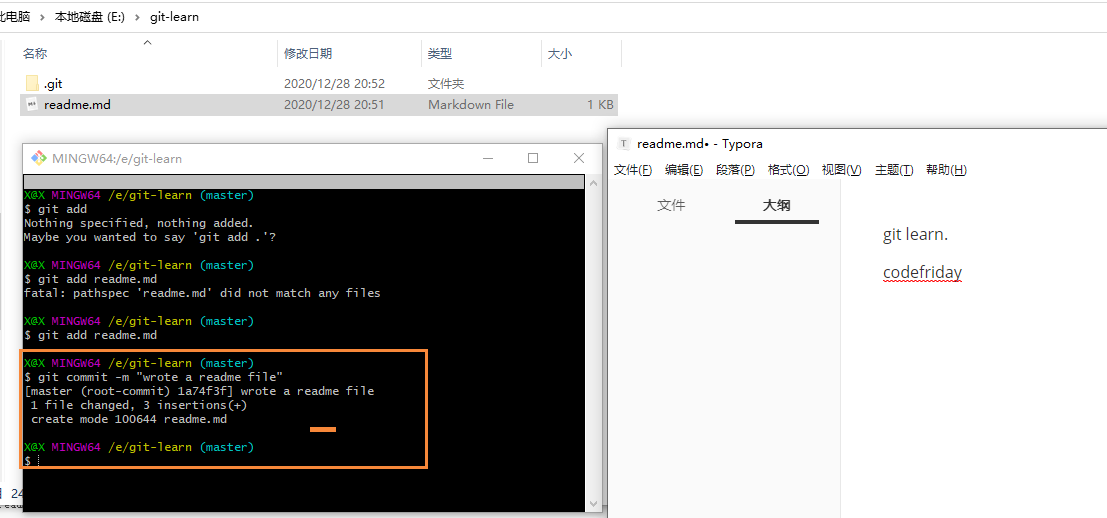 此电脑 › 本地磁盘 (E:) › git-learn
名称 修改日期 类型 大小
.git 2020/12/28 20:52 文件夹
readme.md 2020/12/28 20:51 Markdown File 1 KB
MINGW64:/e/git-learn
X@X MINGW64 /e/git-learn (master)
$ git add
Nothing specified, nothing added.
Maybe you wanted to say 'git add .'?
X@X MINGW64 /e/git-learn (master)
$ git add readme.md
fatal: pathspec 'readme.md' did not match any files
X@X MINGW64 /e/git-learn (master)
$ git add readme.md
X@X MINGW64 /e/git-learn (master)
$ git commit -m "wrote a readme file"
[master (root-commit) 1a74f3f] wrote a readme file
1 file changed, 3 insertions(+)
create mode 100644 readme.md
X@X MINGW64 /e/git-learn (master)
$
T readme.md• - Typora
文件(F) 编辑(E) 段落(P) 格式(O) 视图(V) 主题(T) 帮助(H)
文件 大纲
git learn.
codefriday
24